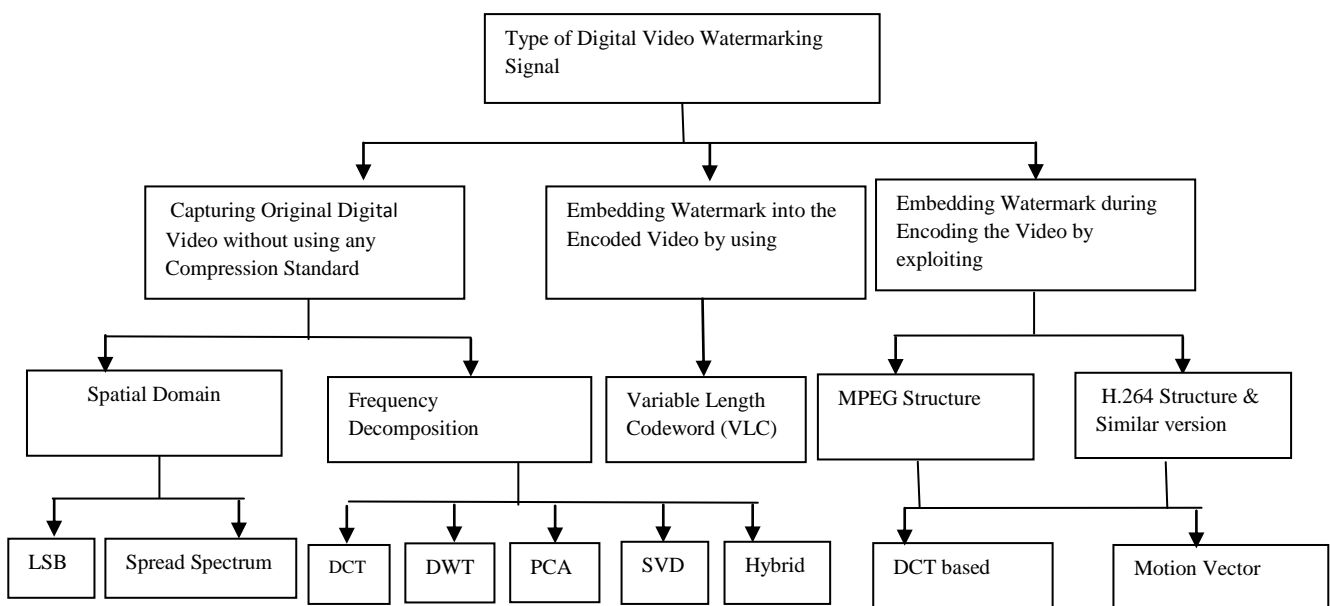 Type of Digital Video Watermarking
Signal
Capturing Original Digital
Video without using any
Compression Standard
Embedding Watermark into the
Encoded Video by using
Embedding Watermark during
Encoding the Video by
exploiting
Spatial Domain
Frequency
Decomposition
Variable Length
Codeword (VLC)
MPEG Structure
H.264 Structure &
Similar version
LSB
Spread Spectrum
DCT
DWT
PCA
SVD
Hybrid
DCT based
Motion Vector